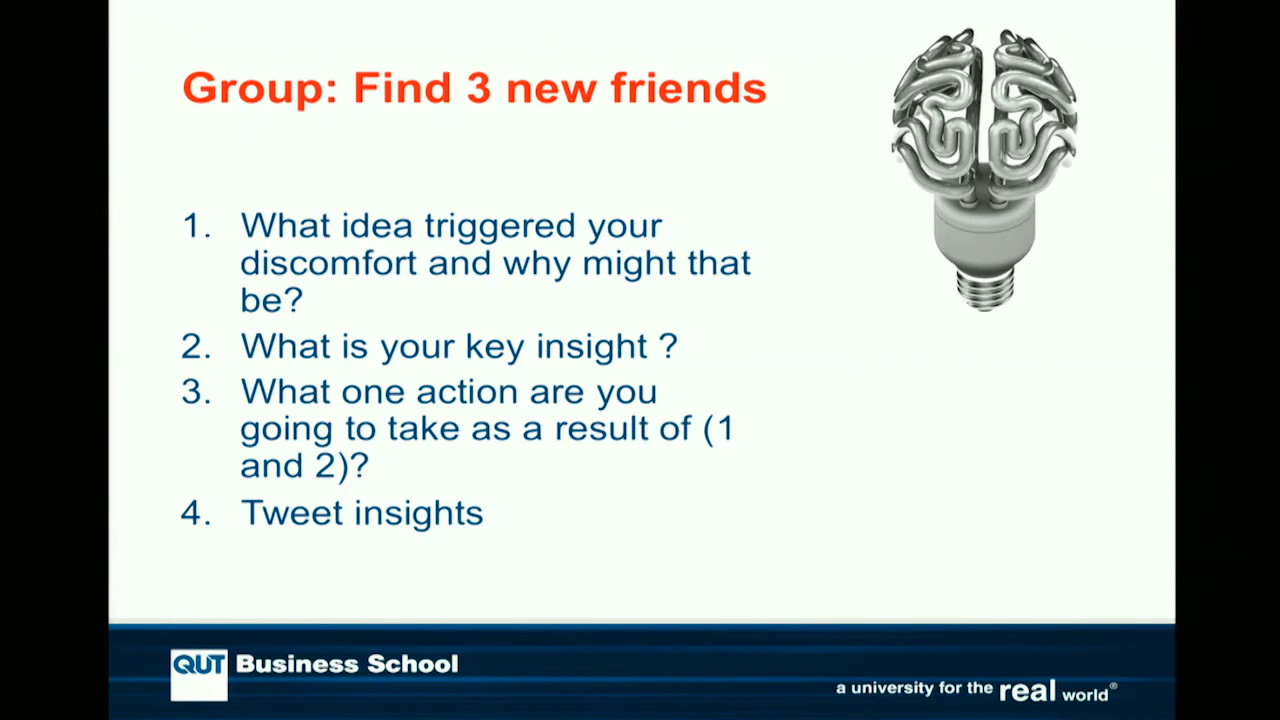 Group: Find 3 new friends
1. What idea triggered your
discomfort and why might that
be?
2. What is your key insight ?
3. What one action are you
going to take as a result of (1
and 2)?
4. Tweet insights
QUT Business School
a university for the real world®